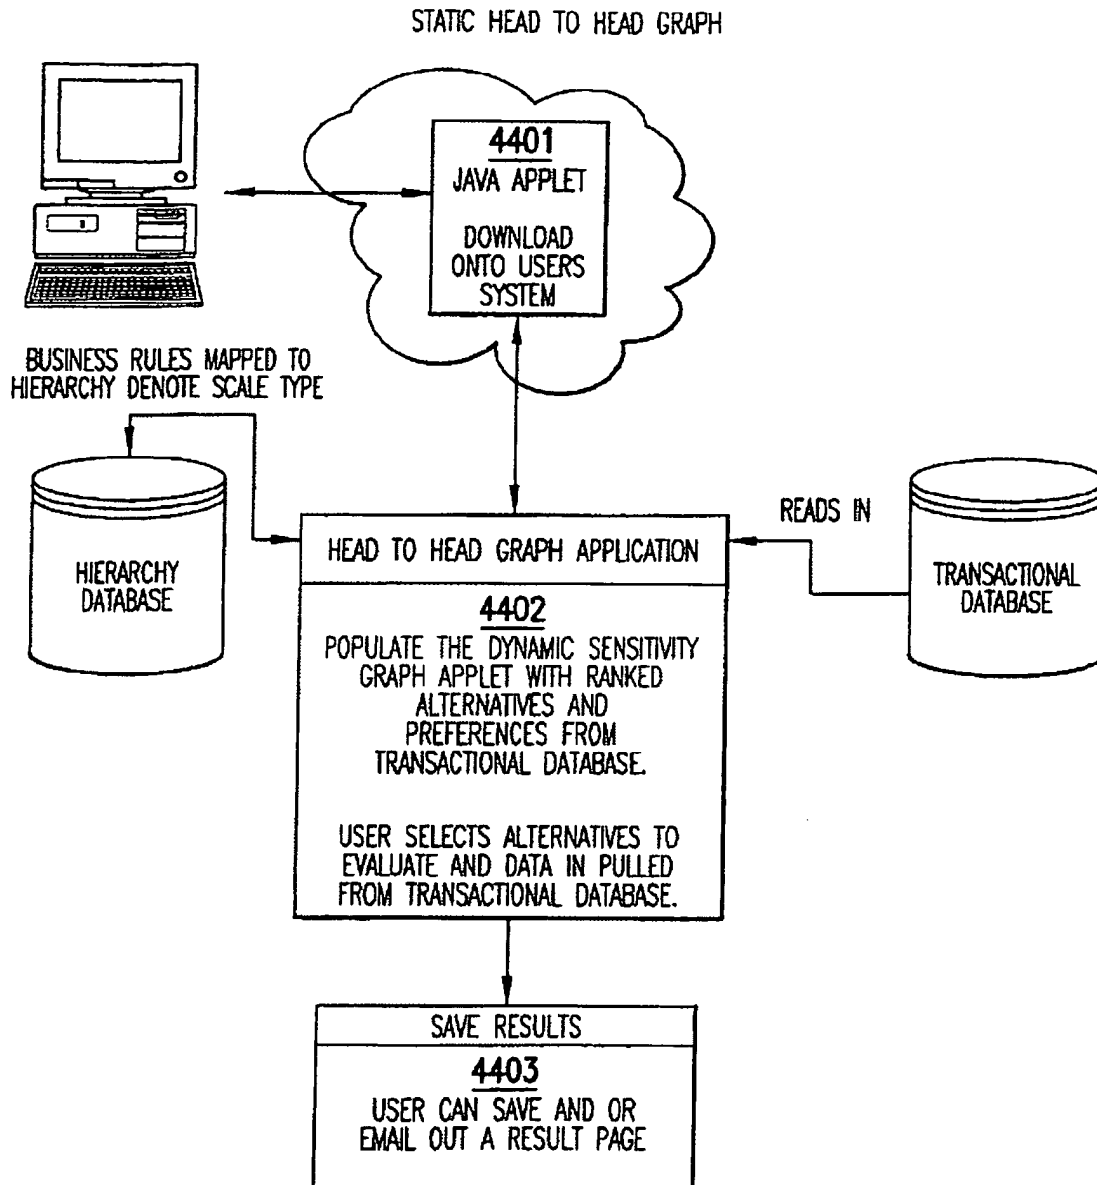 STATIC HEAD TO HEAD GRAPH
4401
JAVA APPLET
DOWNLOAD
ONTO USERS
SYSTEM
BUSINESS RULES MAPPED TO
HIERARCHY DENOTE SCALE TYPE
HIERARCHY
DATABASE
READS IN
TRANSACTIONAL
DATABASE
HEAD TO HEAD GRAPH APPLICATION
4402
POPULATE THE DYNAMIC SENSITIVITY
GRAPH APPLET WITH RANKED
ALTERNATIVES AND
PREFERENCES FROM
TRANSACTIONAL DATABASE.
USER SELECTS ALTERNATIVES TO
EVALUATE AND DATA IN PULLED
FROM TRANSACTIONAL DATABASE.
SAVE RESULTS
4403
USER CAN SAVE AND OR
EMAIL OUT A RESULT PAGE